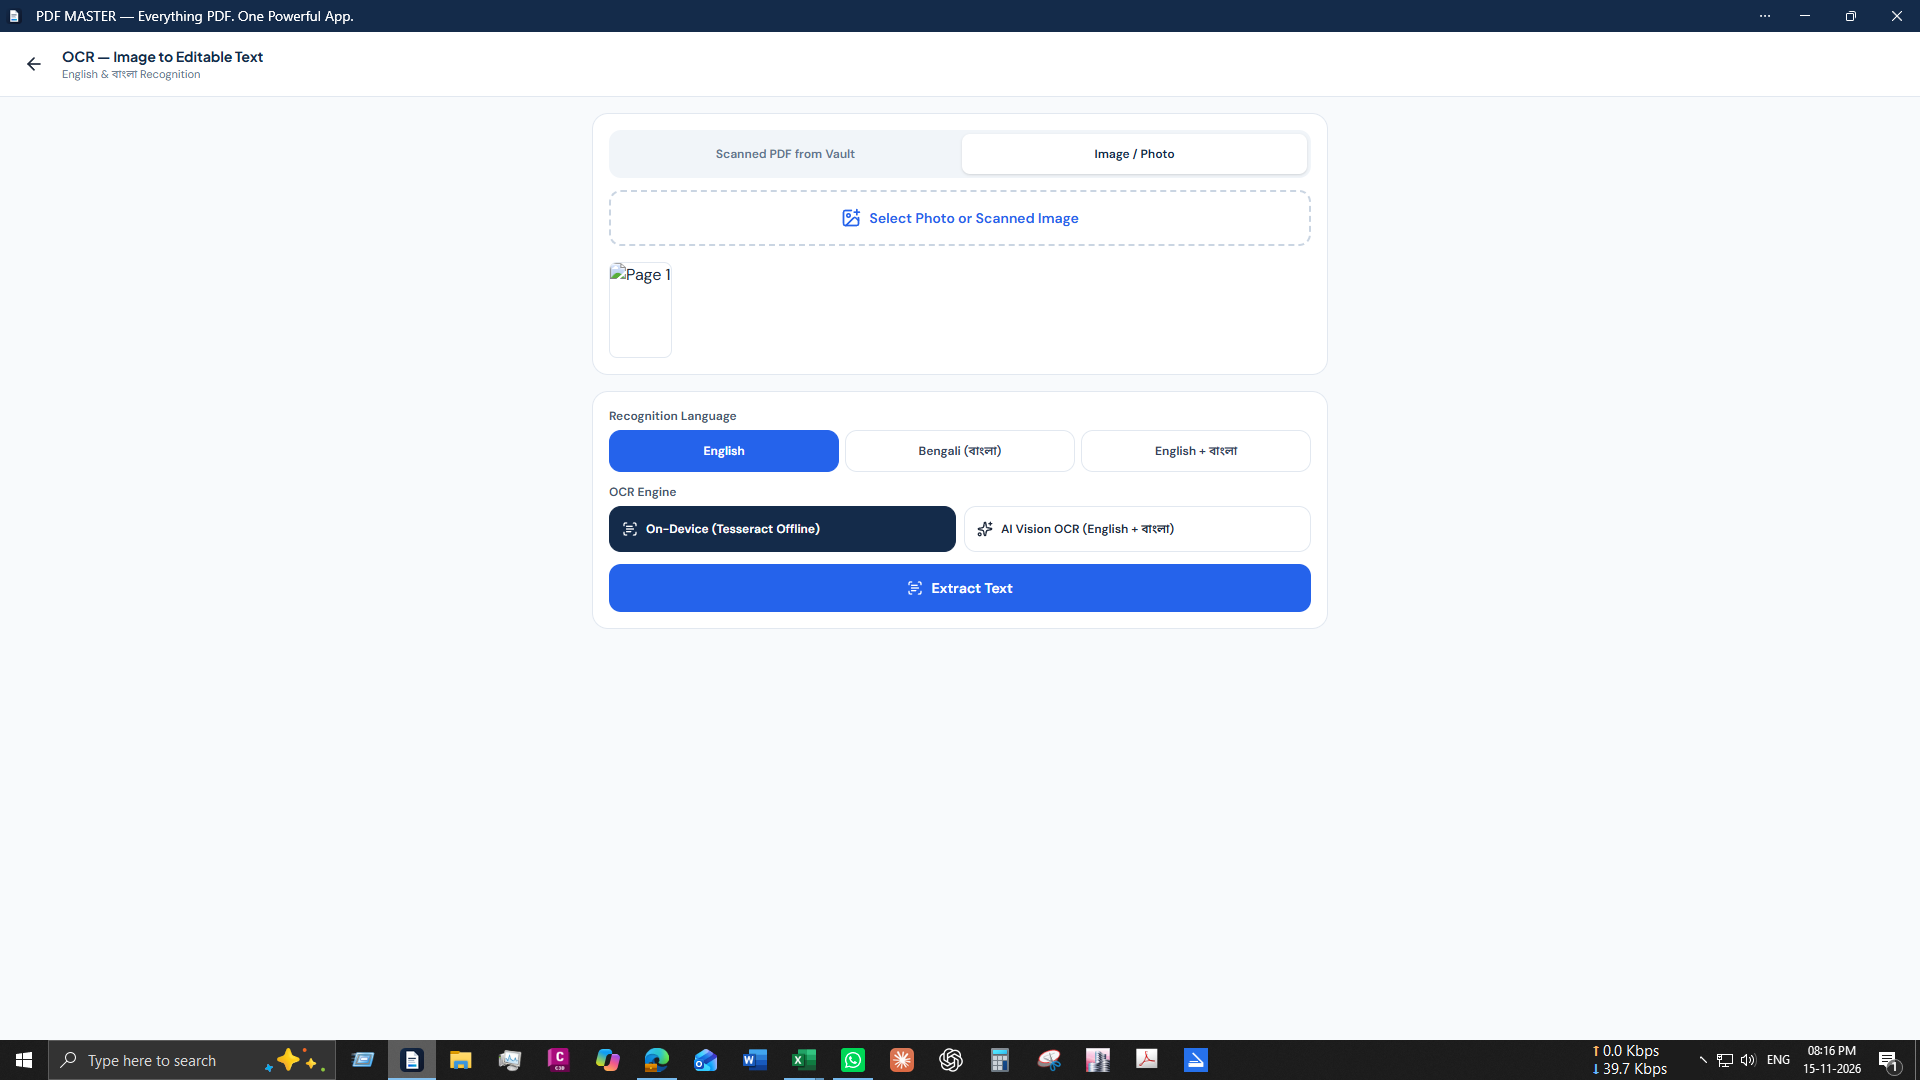 PDF MASTER — Everything PDF. One Powerful App.
OCR — Image to Editable Text
English & বাংলা Recognition
Scanned PDF from Vault
Image / Photo
Select Photo or Scanned Image
Page 1
Recognition Language
English
Bengali (বাংলা)
English + বাংলা
OCR Engine
On-Device (Tesseract Offline)
AI Vision OCR (English + বাংলা)
Extract Text
Type here to search
↑ 0.0 Kbps
↓ 39.7 Kbps
ENG
08:16 PM
15-11-2026
1